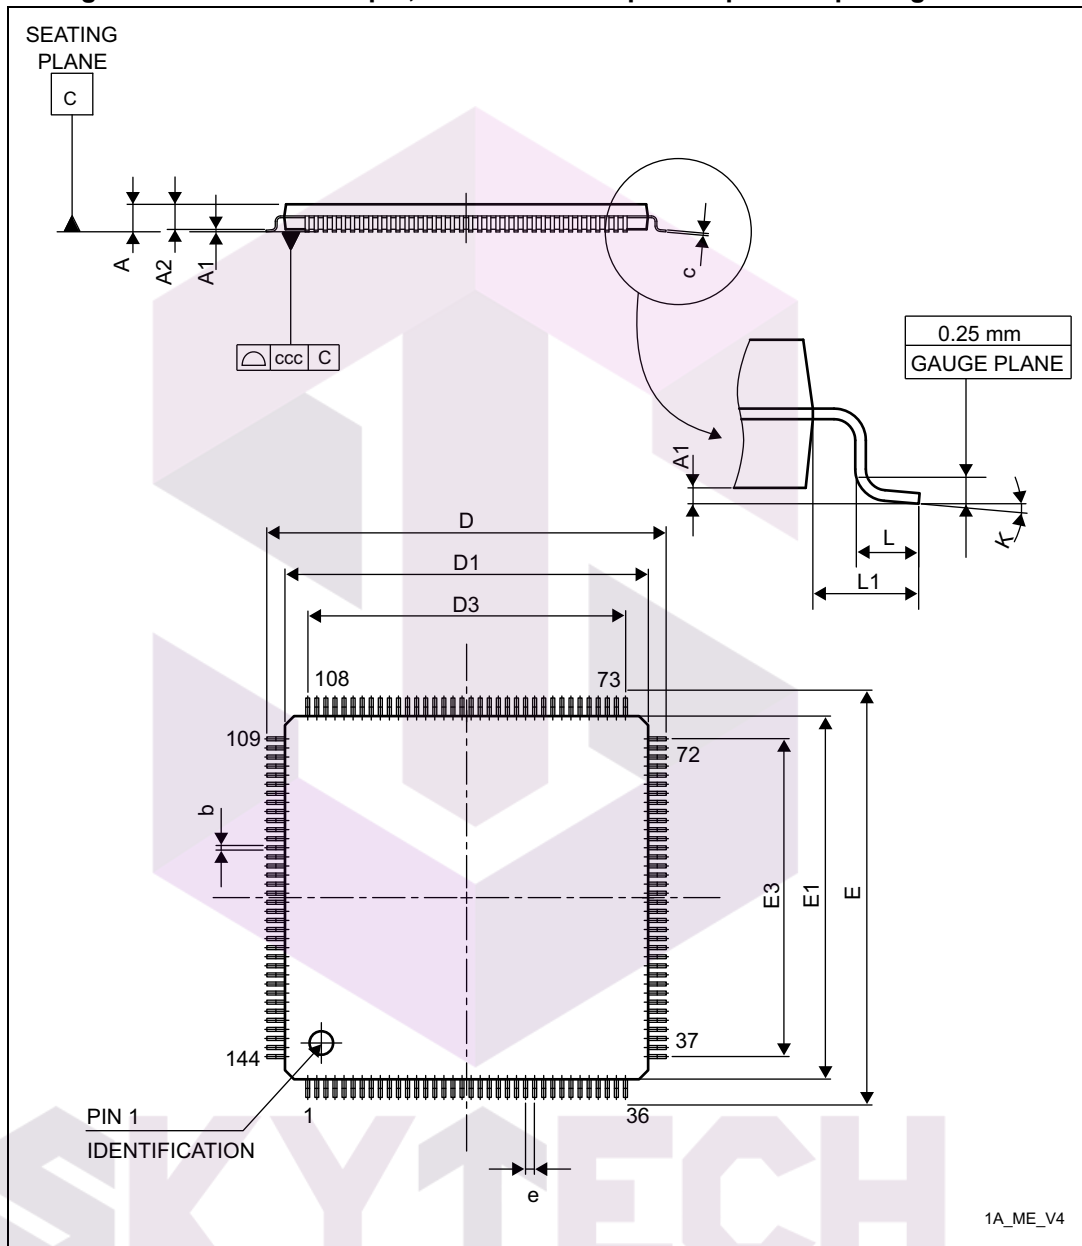 SEATING
PLANE
C
A
A2
A1
c
ccc C
0.25 mm
GAUGE PLANE
A1
K
L
L1
D
D1
D3
108
73
109
72
b
E3
E1
E
37
144
PIN 1
IDENTIFICATION
1
36
e
SKYTECH
1A_ME_V4